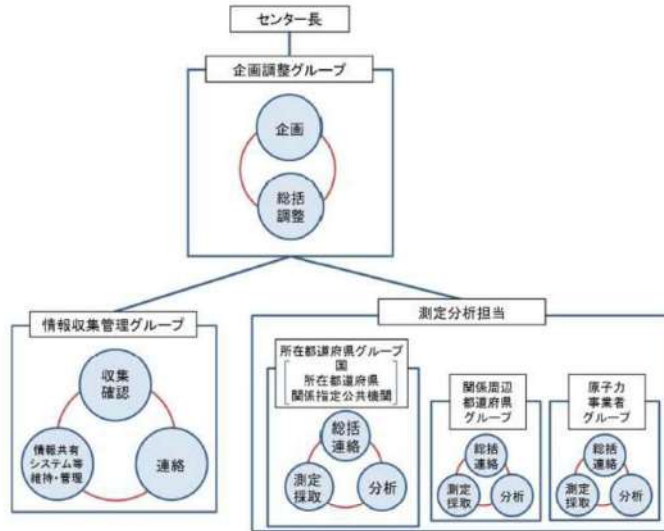 センター長
企画調整グループ
企画
総括
調整
情報収集管理グループ
収集
確認
情報共有
システム等
維持・管理
連絡
測定分析担当
所在都道府県グループ
国
所在都道府県
関係指定公共機関
総括
連絡
測定
採取
分析
関係周辺
都道府県
グループ
総括
連絡
測定
採取
分析
原子力
事業者
グループ
総括
連絡
測定
採取
分析